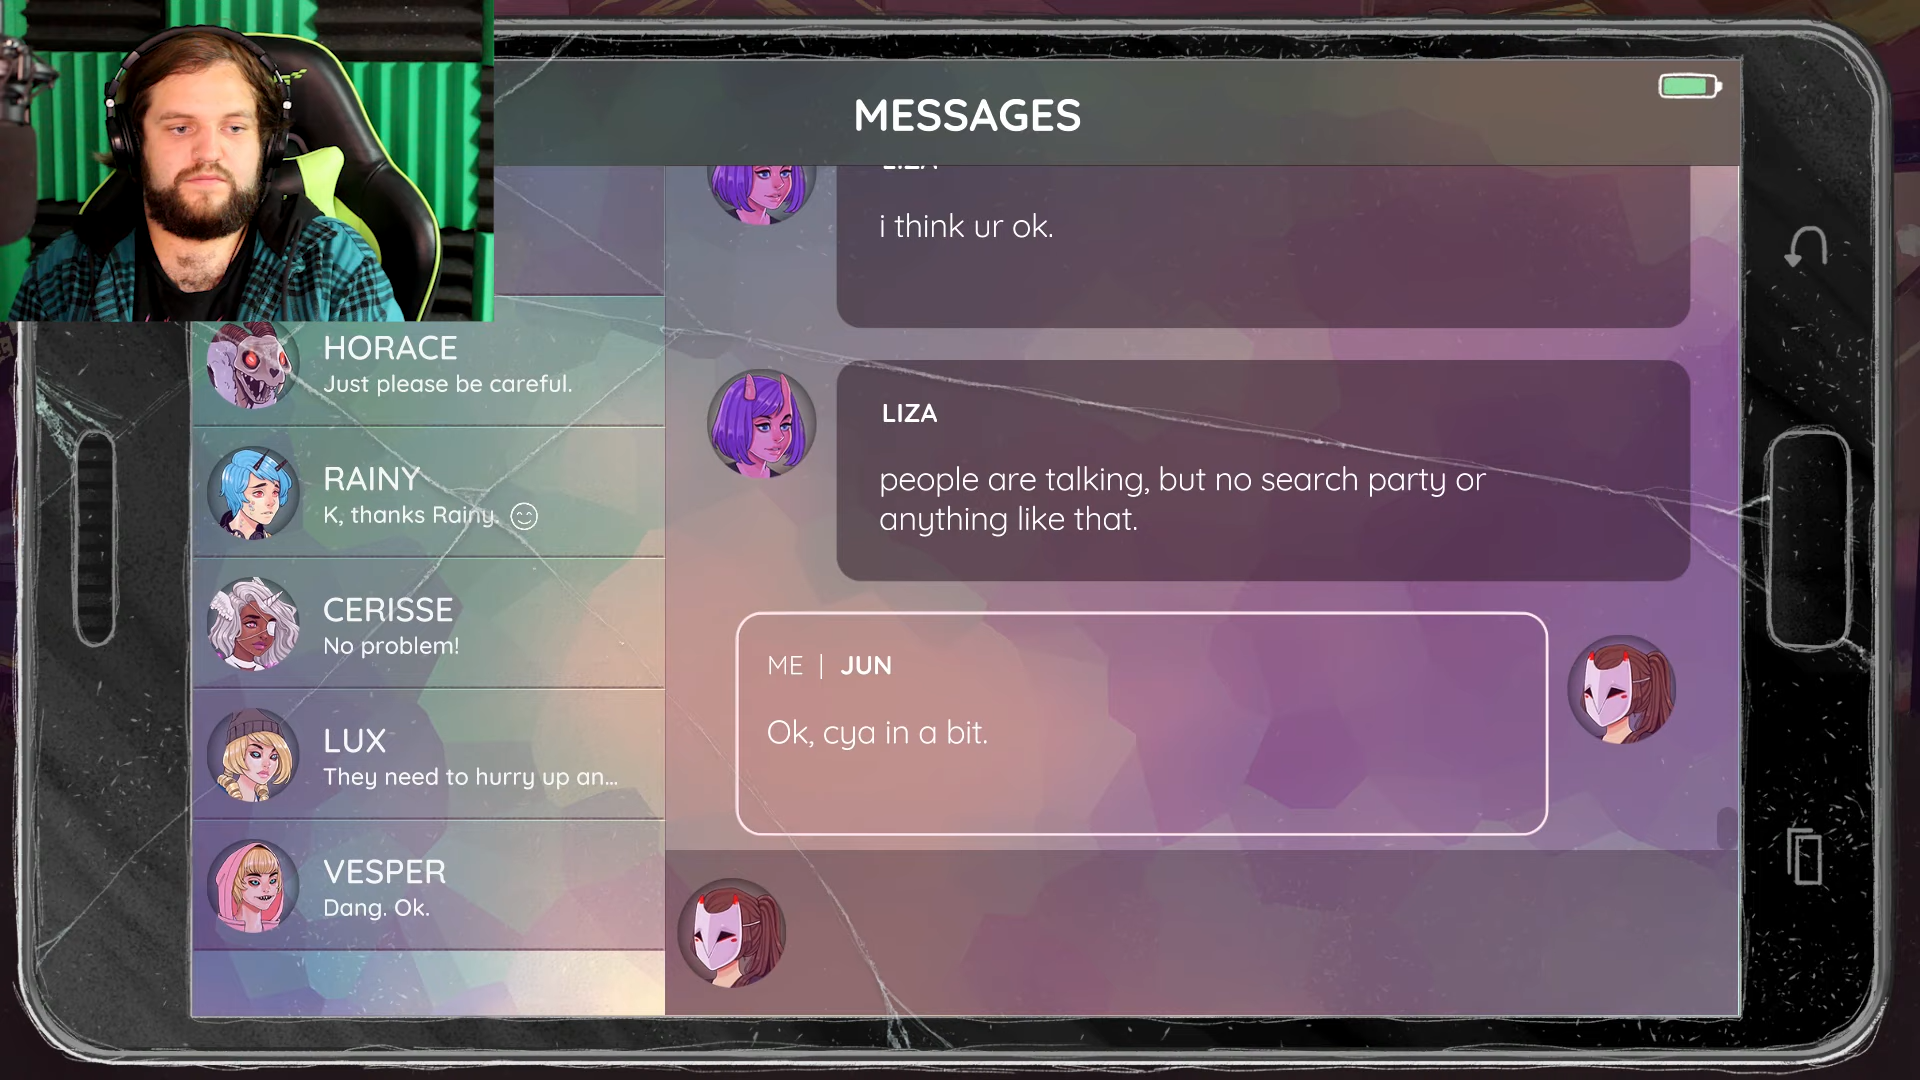 MESSAGES
LIZA
i think ur ok.
HORACE
Just please be careful.
RAINY
K, thanks Rainy. 😊
CERISSE
No problem!
LUX
They need to hurry up an...
VESPER
Dang. Ok.
LIZA
people are talking, but no search party or
anything like that.
ME | JUN
Ok, cya in a bit.